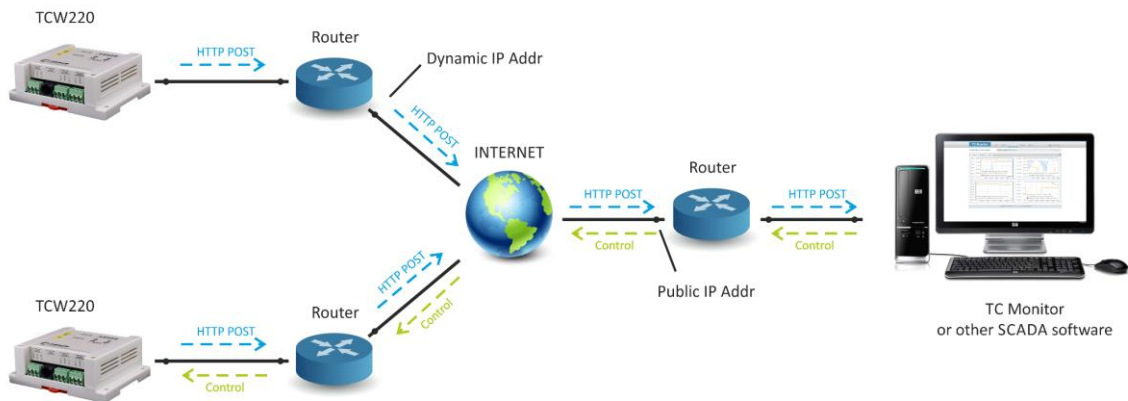 TCW220
HTTP POST
Router
Dynamic IP Addr
HTTP POST
INTERNET
HTTP POST
Control
Router
HTTP POST
Control
Public IP Addr
TC Monitor
or other SCADA software
TCW220
HTTP POST
Control
Router
HTTP POST
Control